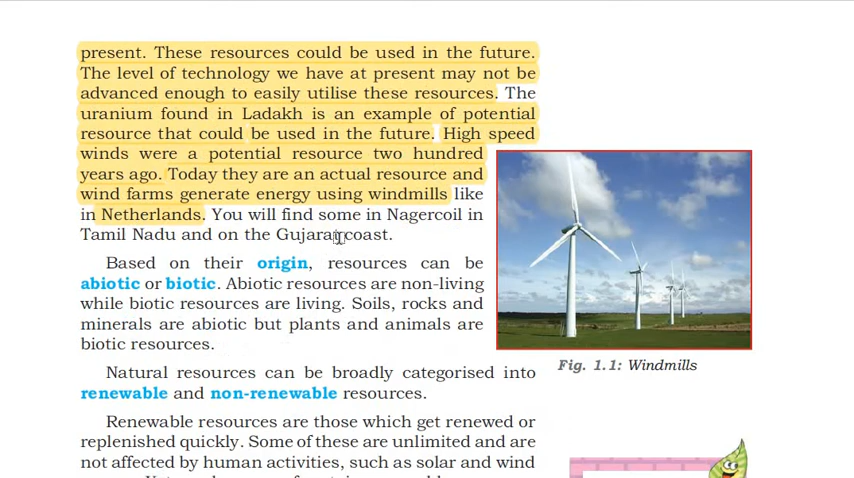 present. These resources could be used in the future.
The level of technology we have at present may not be
advanced enough to easily utilise these resources. The
uranium found in Ladakh is an example of potential
resource that could be used in the future. High speed
winds were a potential resource two hundred
years ago. Today they are an actual resource and
wind farms generate energy using windmills like
in Netherlands. You will find some in Nagercoil in
Tamil Nadu and on the Gujarat coast.
Based on their origin, resources can be
abiotic or biotic. Abiotic resources are non-living
while biotic resources are living. Soils, rocks and
minerals are abiotic but plants and animals are
biotic resources.
Fig. 1.1: Windmills
Natural resources can be broadly categorised into
renewable and non-renewable resources.
Renewable resources are those which get renewed or
replenished quickly. Some of these are unlimited and are
not affected by human activities, such as solar and wind